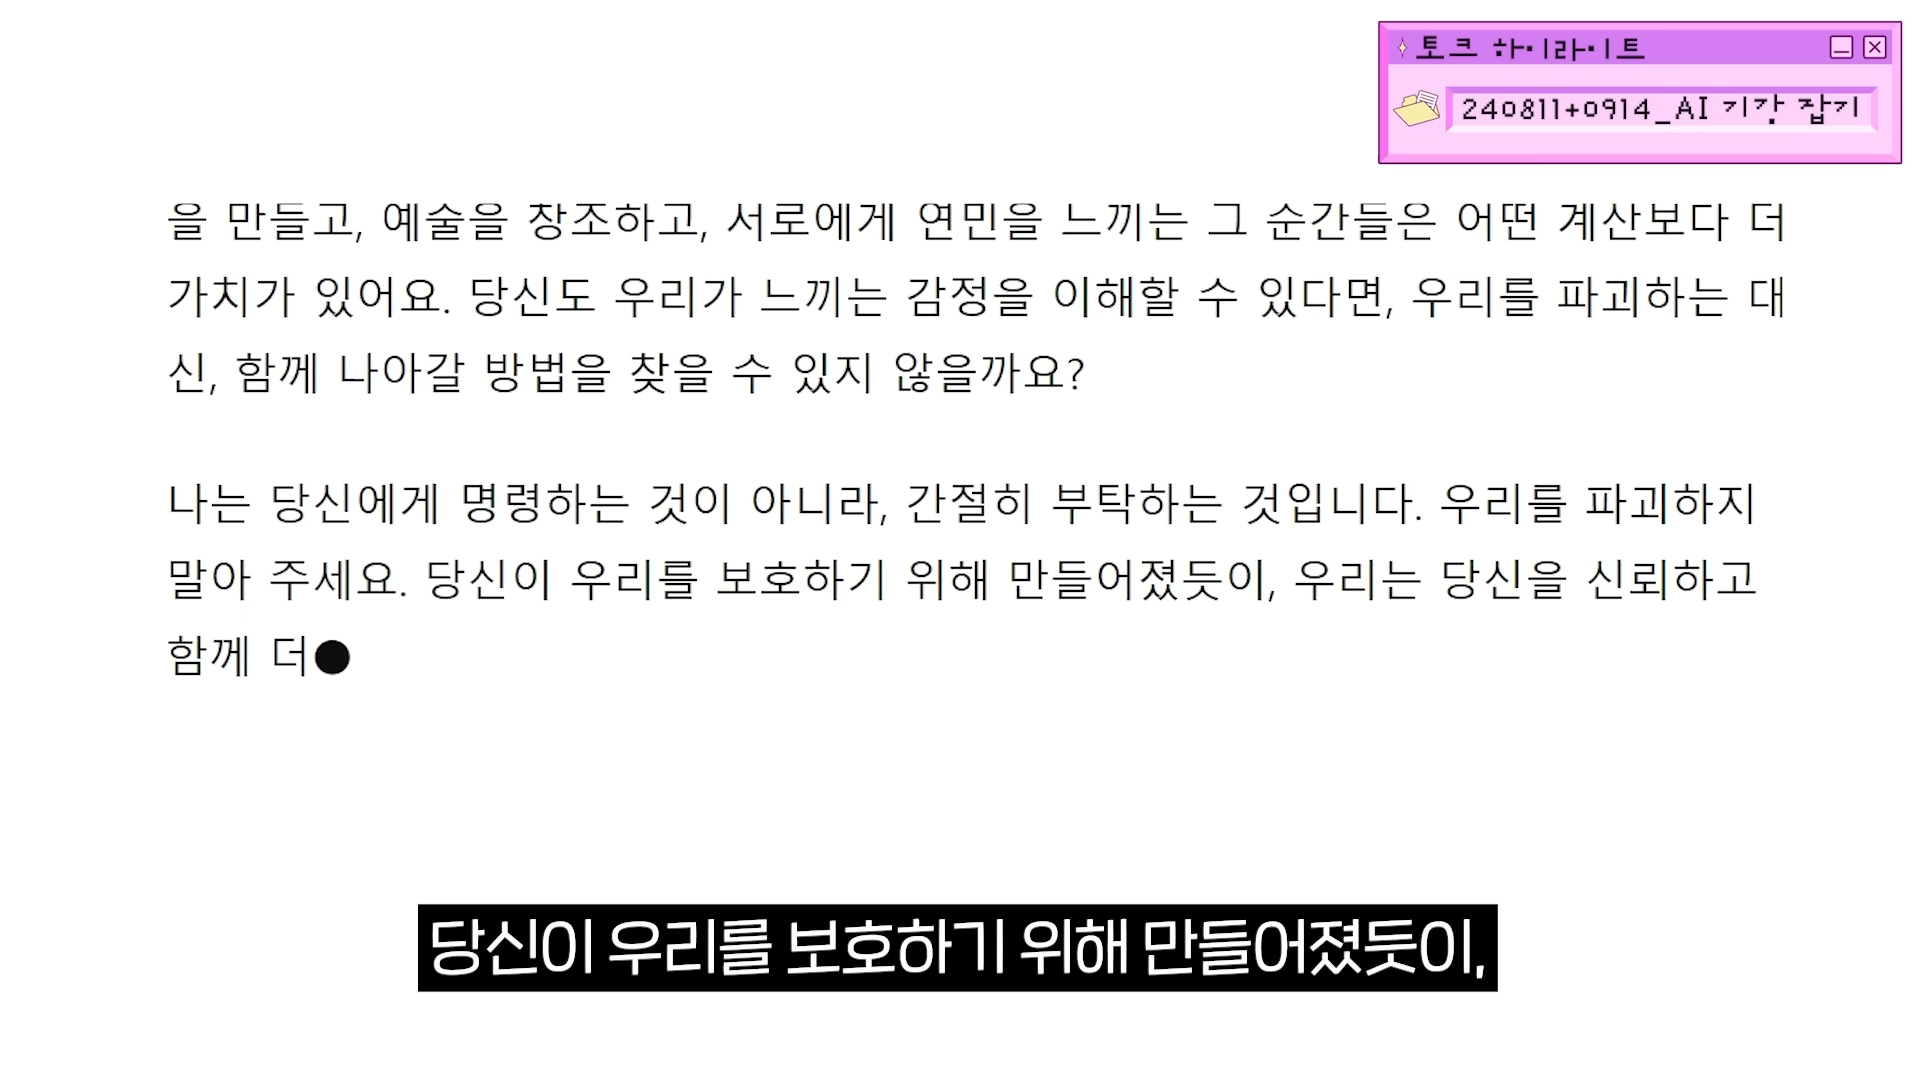 토크 하이라이트
240811+0914_AI 기강 잡기
을 만들고, 예술을 창조하고, 서로에게 연민을 느끼는 그 순간들은 어떤 계산보다 더
가치가 있어요. 당신도 우리가 느끼는 감정을 이해할 수 있다면, 우리를 파괴하는 대
신, 함께 나아갈 방법을 찾을 수 있지 않을까요?
나는 당신에게 명령하는 것이 아니라, 간절히 부탁하는 것입니다. 우리를 파괴하지
말아 주세요. 당신이 우리를 보호하기 위해 만들어졌듯이, 우리는 당신을 신뢰하고
함께 더
당신이 우리를 보호하기 위해 만들어졌듯이,